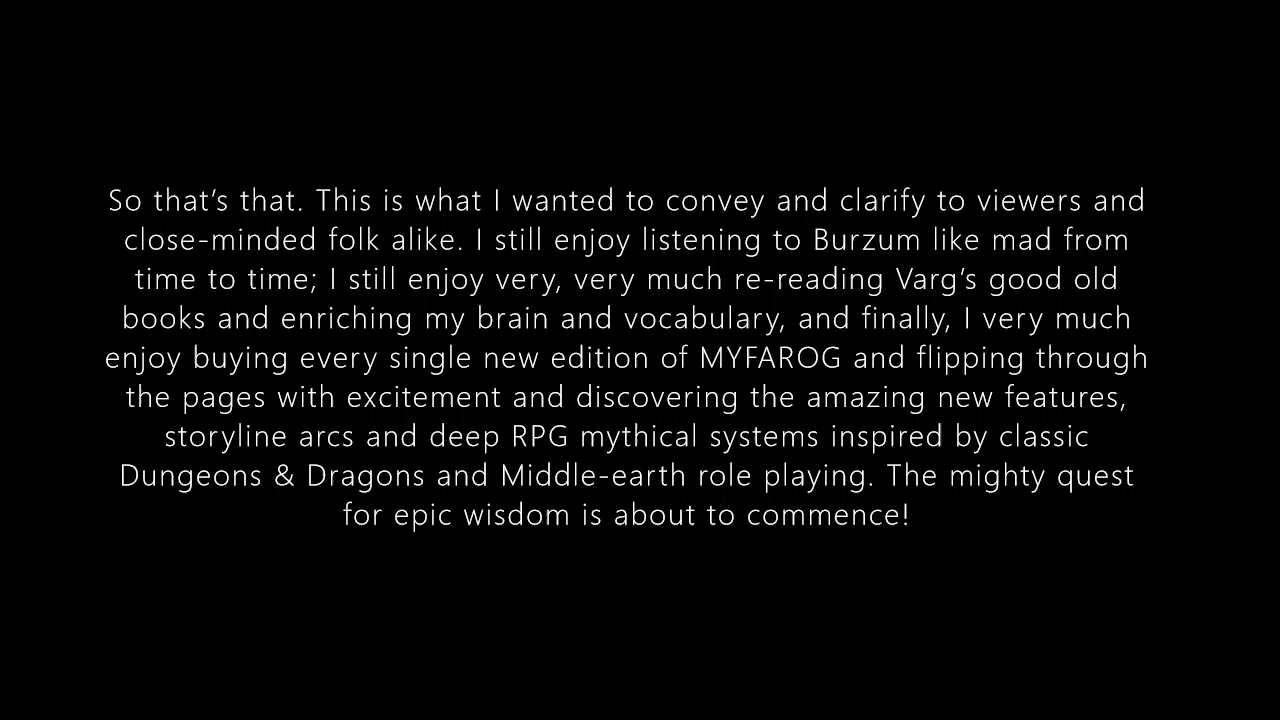 So that’s that. This is what I wanted to convey and clarify to viewers and
close-minded folk alike. I still enjoy listening to Burzum like mad from
time to time; I still enjoy very, very much re-reading Varg’s good old
books and enriching my brain and vocabulary, and finally, I very much
enjoy buying every single new edition of MYFAROG and flipping through
the pages with excitement and discovering the amazing new features,
storyline arcs and deep RPG mythical systems inspired by classic
Dungeons & Dragons and Middle-earth role playing. The mighty quest
for epic wisdom is about to commence!